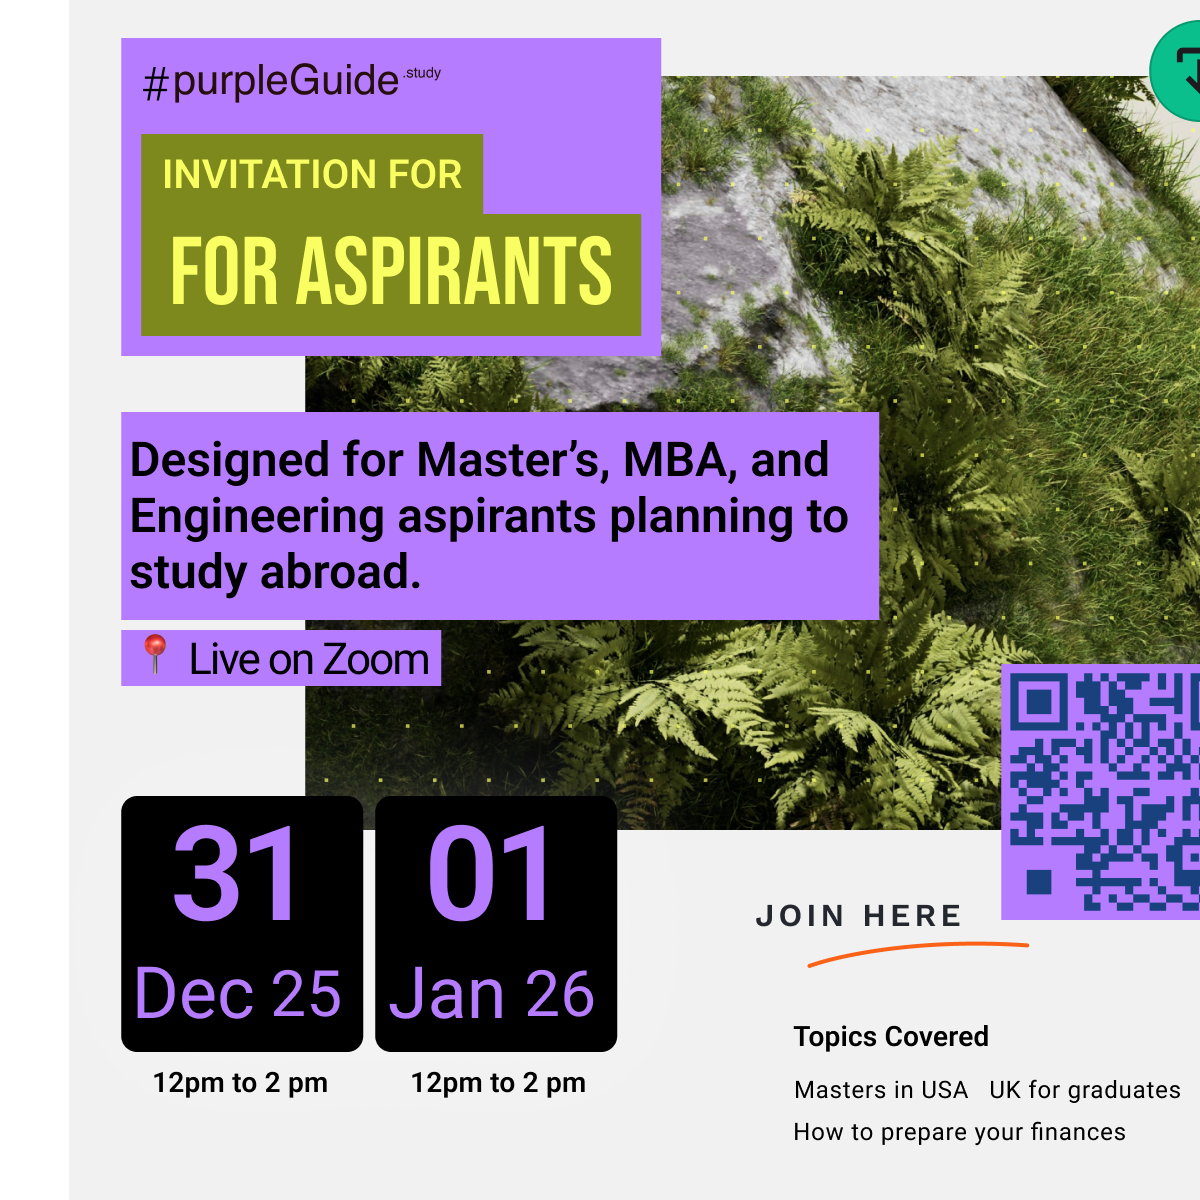 #purpleGuide.study
INVITATION FOR
FOR ASPIRANTS
Designed for Master’s, MBA, and
Engineering aspirants planning to
study abroad.
📍 Live on Zoom
31 01
Dec 25 Jan 26
12pm to 2 pm 12pm to 2 pm
JOIN HERE
Topics Covered
Masters in USA UK for graduates
How to prepare your finances